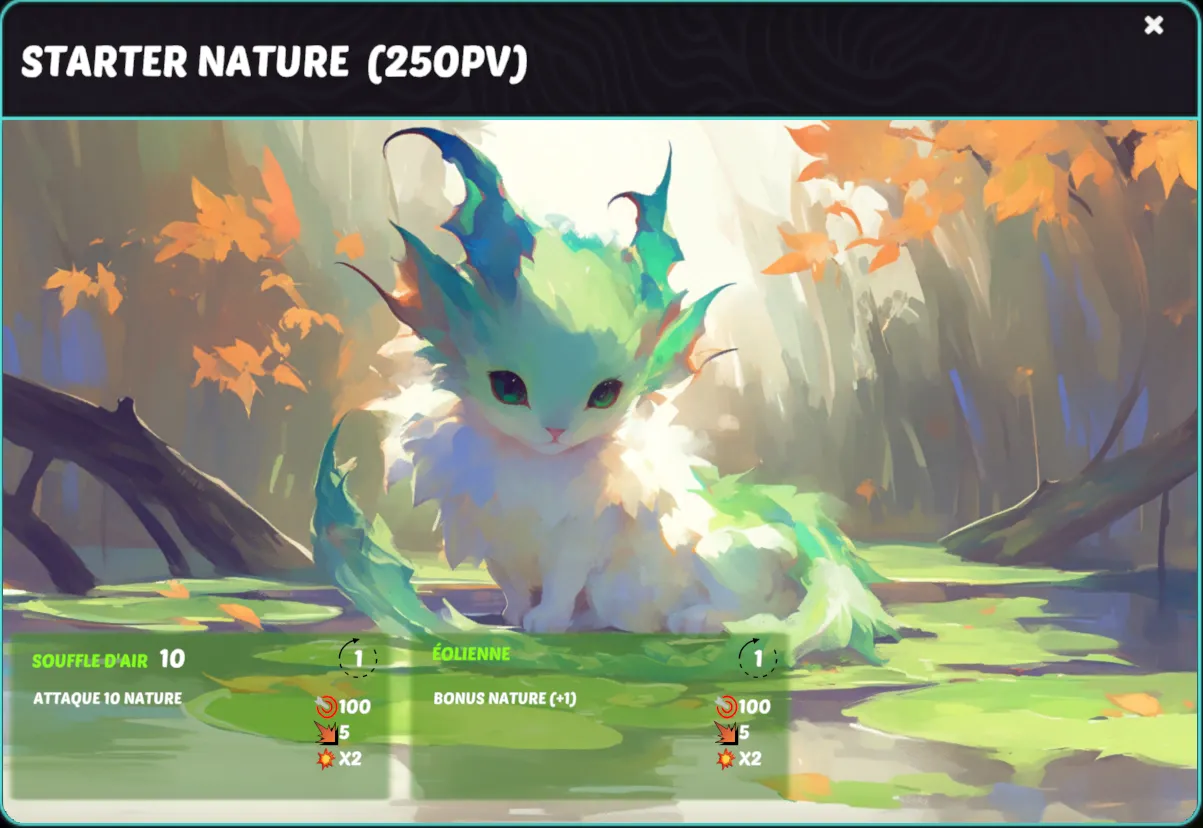 STARTER NATURE (250PV)
SOUFFLE D'AIR 10
1
ATTAQUE 10 NATURE
100
5
X2
ÉOLIENNE
1
BONUS NATURE (+1)
100
5
X2